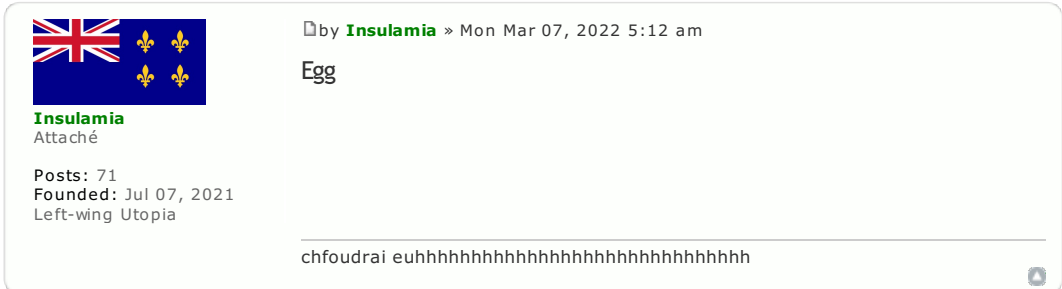 by Insulamia » Mon Mar 07, 2022 5:12 am
Egg
Insulamia
Attaché
Posts: 71
Founded: Jul 07, 2021
Left-wing Utopia
chfoudrai euhhhhhhhhhhhhhhhhhhhhhhhhhhhhhh